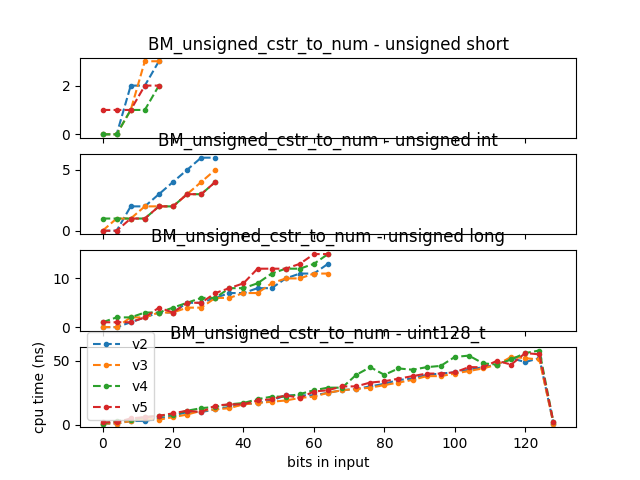 BM_unsigned_cstr_to_num - unsigned short
2
0
BM_unsigned_cstr_to_num - unsigned int
5
0
BM_unsigned_cstr_to_num - unsigned long
10
0
BM_unsigned_cstr_to_num - uint128_t
50
0
cpu time (ns)
v2
v3
v4
v5
0 20 40 60 80 100 120
bits in input